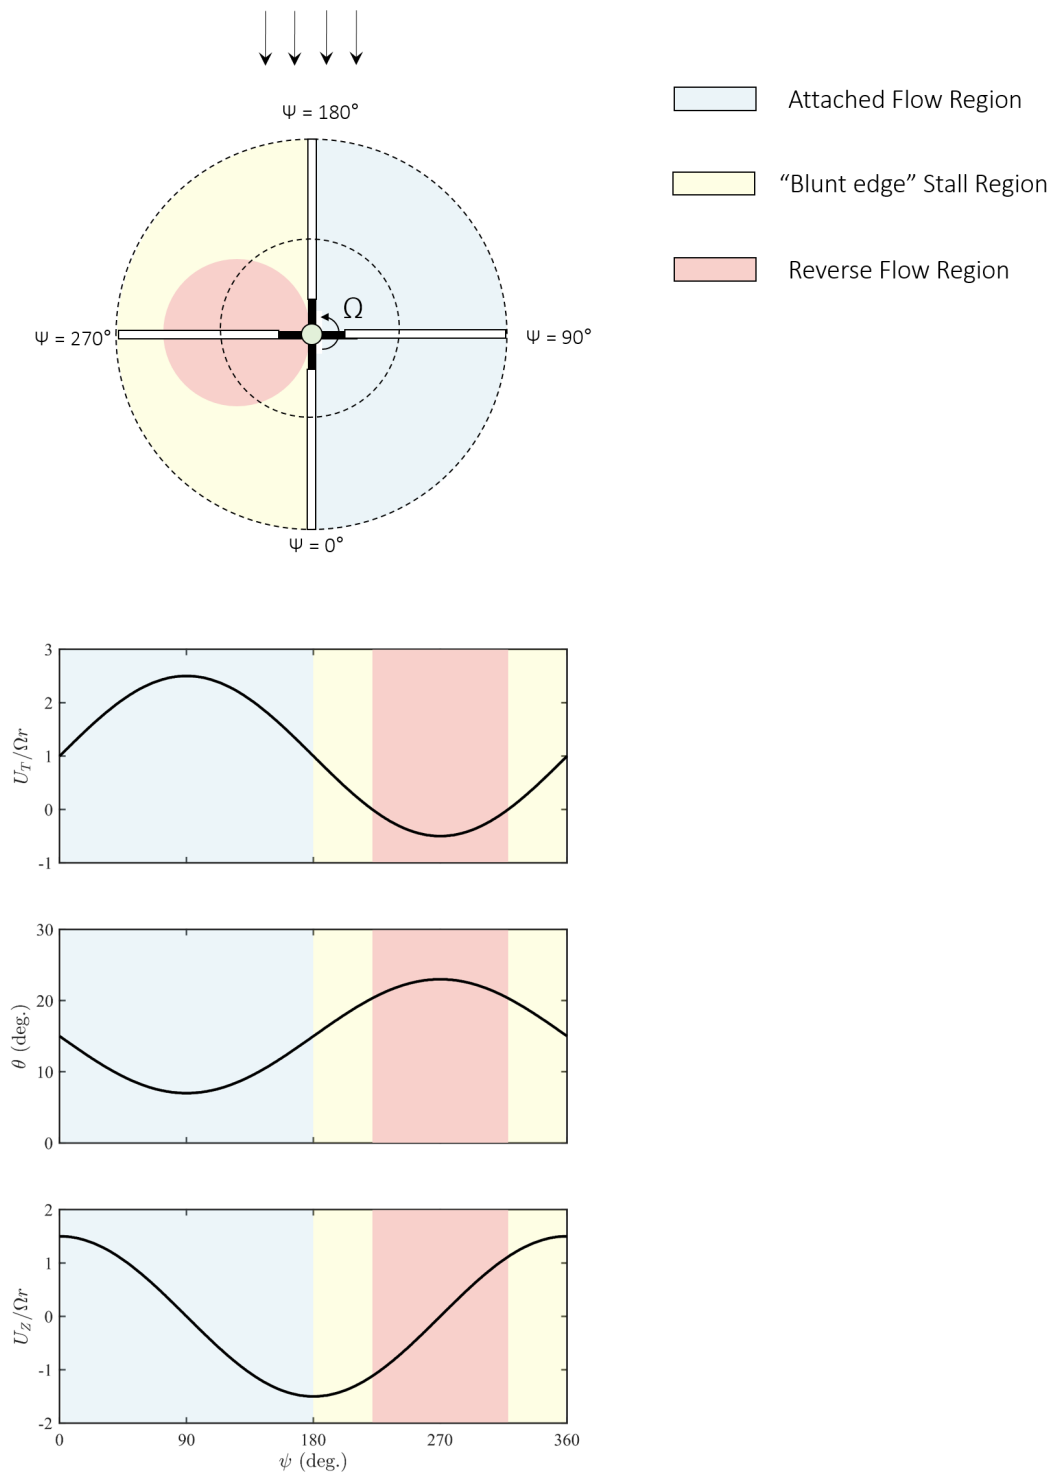 Ψ = 180°
Attached Flow Region
“Blunt edge” Stall Region
Reverse Flow Region
Ω
Ψ = 270°
Ψ = 90°
Ψ = 0°
3
2
1
0
-1
U_T/Ωr
30
20
10
0
θ (deg.)
2
1
0
-1
-2
U_Z/Ωr
0 90 180 270 360
ψ (deg.)